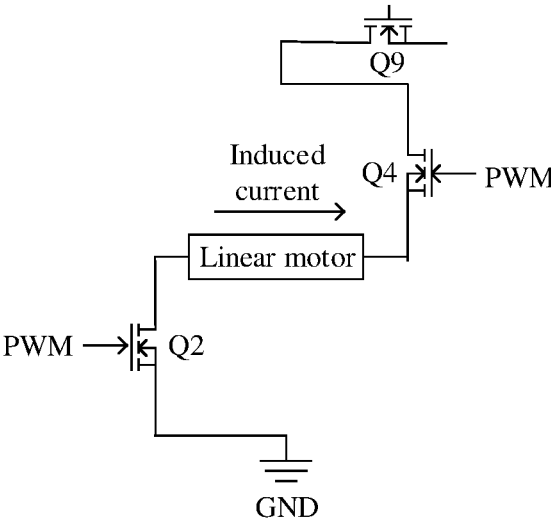 Q9
Induced
current
Q4
PWM
Linear motor
PWM
Q2
GND